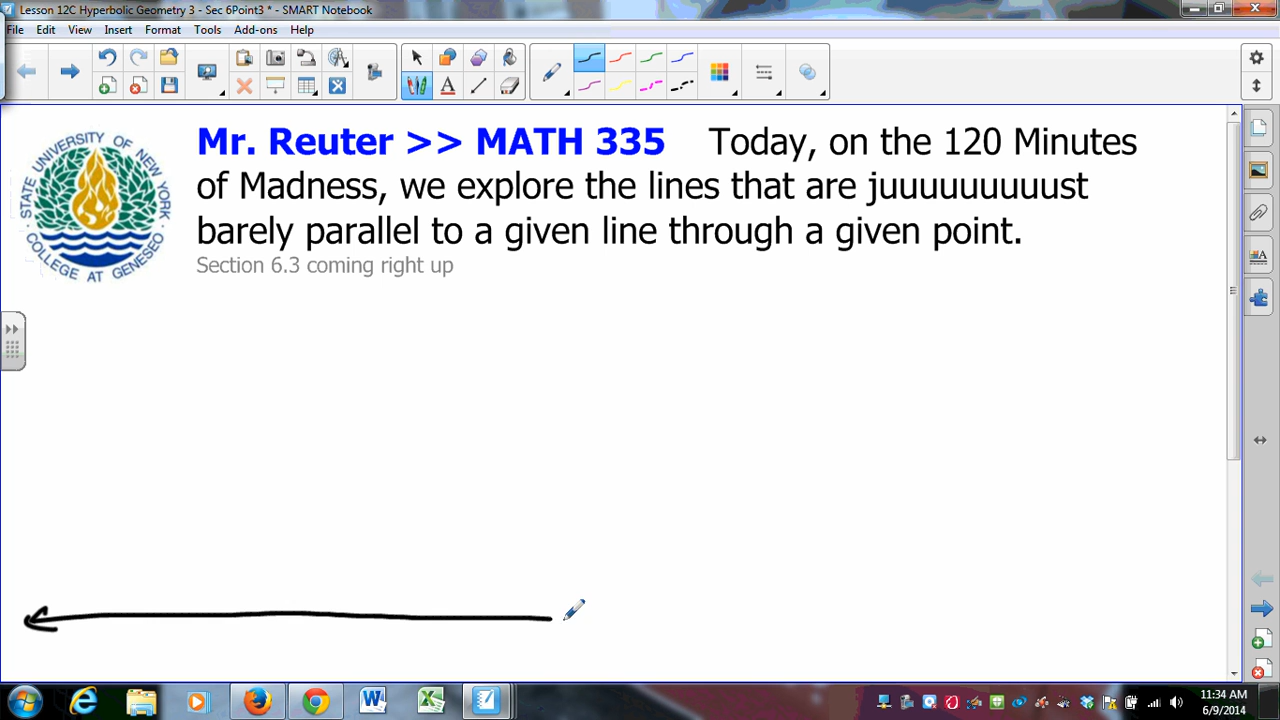 Lesson 12C Hyperbolic Geometry 3 - Sec 6Point3 * - SMART Notebook
File Edit View Insert Format Tools Add-ons Help
STATE UNIVERSITY OF NEW YORK
COLLEGE AT GENESEO
Mr. Reuter >> MATH 335 Today, on the 120 Minutes
of Madness, we explore the lines that are juuuuuuuuust
barely parallel to a given line through a given point.
Section 6.3 coming right up
11:34 AM
6/9/2014